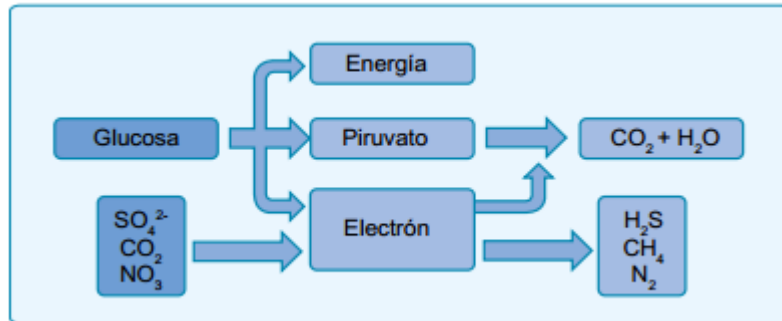 Energía
Glucosa
Piruvato
CO₂ + H₂O
SO₄²⁻
CO₂
NO₃
Electrón
H₂S
CH₄
N₂